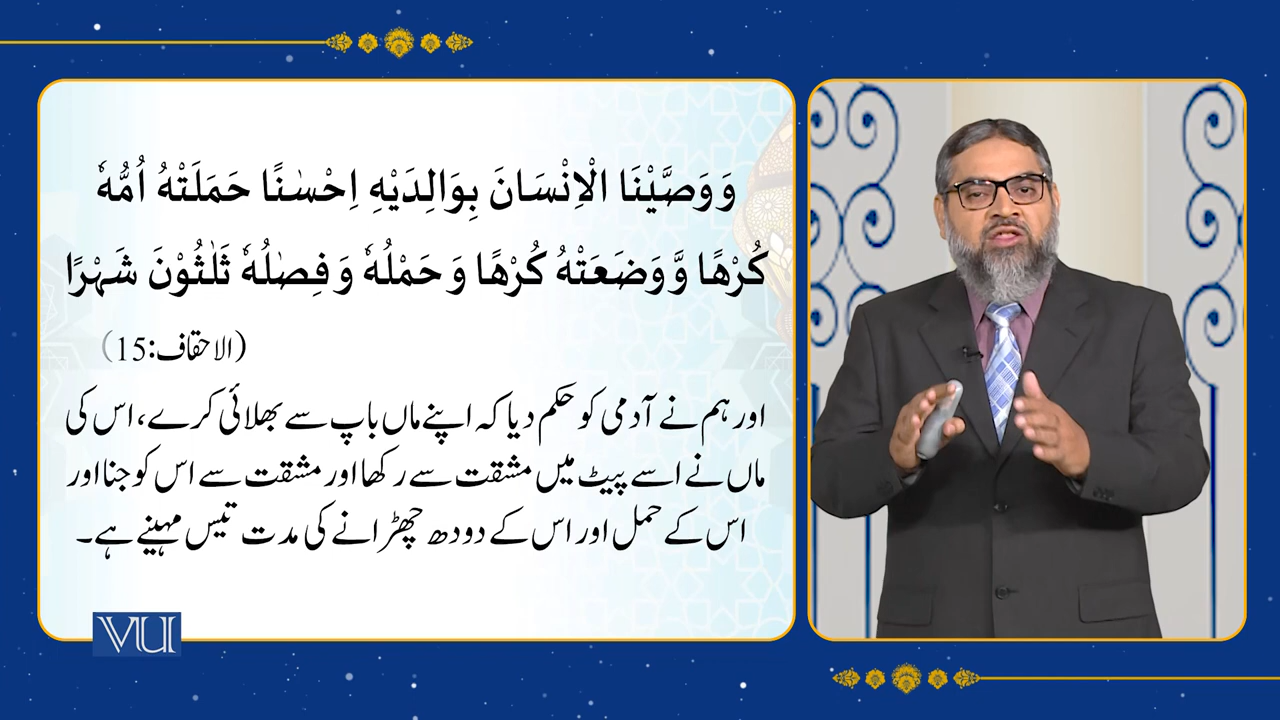 وَ وَصَّیْنَا الْاِنْسَانَ بِوَالِدَیْهِ اِحْسٰنًا حَمَلَتْهُ اُمُّهٗ
كُرْهًا وَّ وَضَعَتْهُ كُرْهًا وَ حَمْلُهٗ وَ فِصٰلُهٗ ثَلٰثُوْنَ شَهْرًا
(الاحقاف:15)
اور ہم نے آدمی کو حکم دیا کہ اپنے ماں باپ سے بھلائی کرے، اس کی
ماں نے اسے پیٹ میں مشقت سے رکھا اور مشقت سے اس کو جنا اور
اس کے حمل اور اس کے دودھ چھڑانے کی مدت تیس مہینے ہے۔
VU